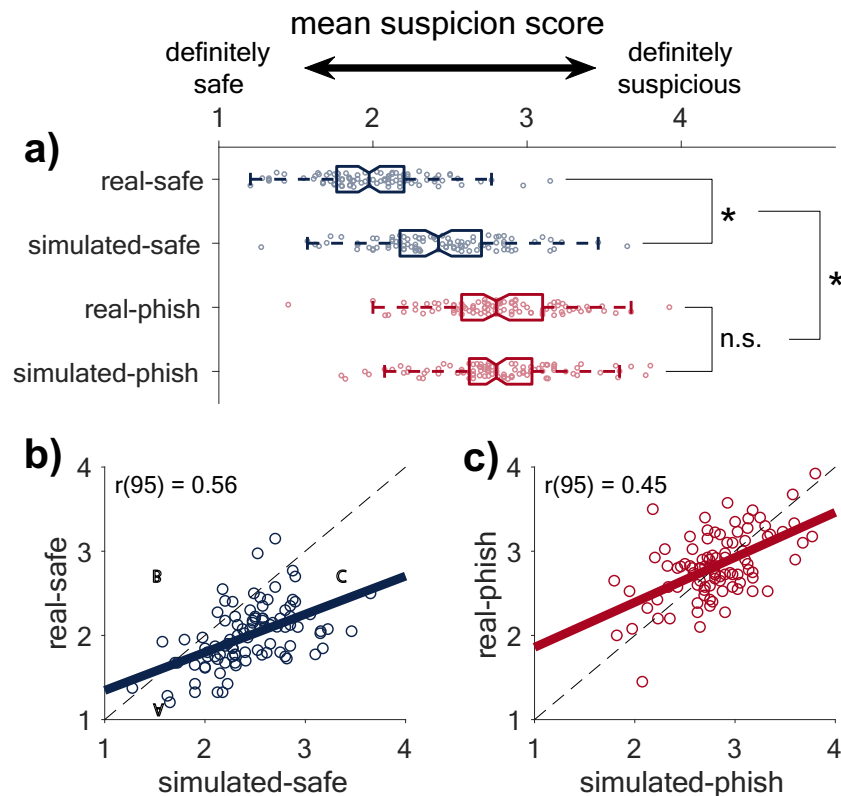 mean suspicion score
definitely safe
definitely suspicious
1 2 3 4
a)
real-safe
simulated-safe
real-phish
simulated-phish
*
*
n.s.
b)
r(95) = 0.56
4
3
2
1
real-safe
B
C
A
1 2 3 4
simulated-safe
c)
r(95) = 0.45
4
3
2
1
real-phish
1 2 3 4
simulated-phish